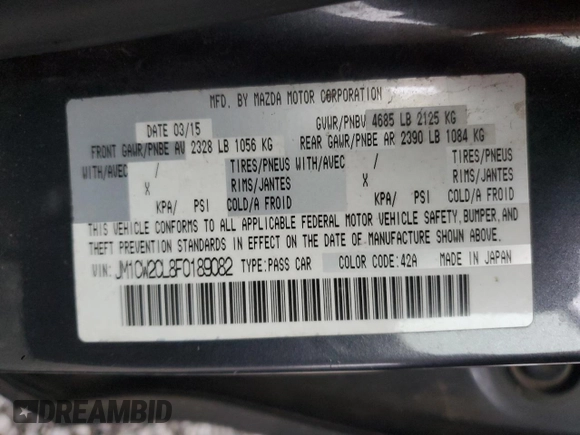 MFD. BY MAZDA MOTOR CORPORATION
DATE 03/15 GVWR/PNBV 4685 LB 2125 KG
FRONT GAWR/PNBE AV 2328 LB 1056 KG REAR GAWR/PNBE AR 2390 LB 1084 KG
WITH/AVEC / TIRES/PNEUS WITH/AVEC / TIRES/PNEUS
X RIMS/JANTES X RIMS/JANTES
KPA/ PSI COLD/A FROID KPA/ PSI COLD/A FROID
THIS VEHICLE CONFORMS TO ALL APPLICABLE FEDERAL MOTOR VEHICLE SAFETY, BUMPER, AND
THEFT PREVENTION STANDARDS IN EFFECT ON THE DATE OF MANUFACTURE SHOWN ABOVE.
VIN: JM1CW2CL8F0189082 TYPE: PASS CAR COLOR CODE: 42A MADE IN JAPAN
DREAMBID